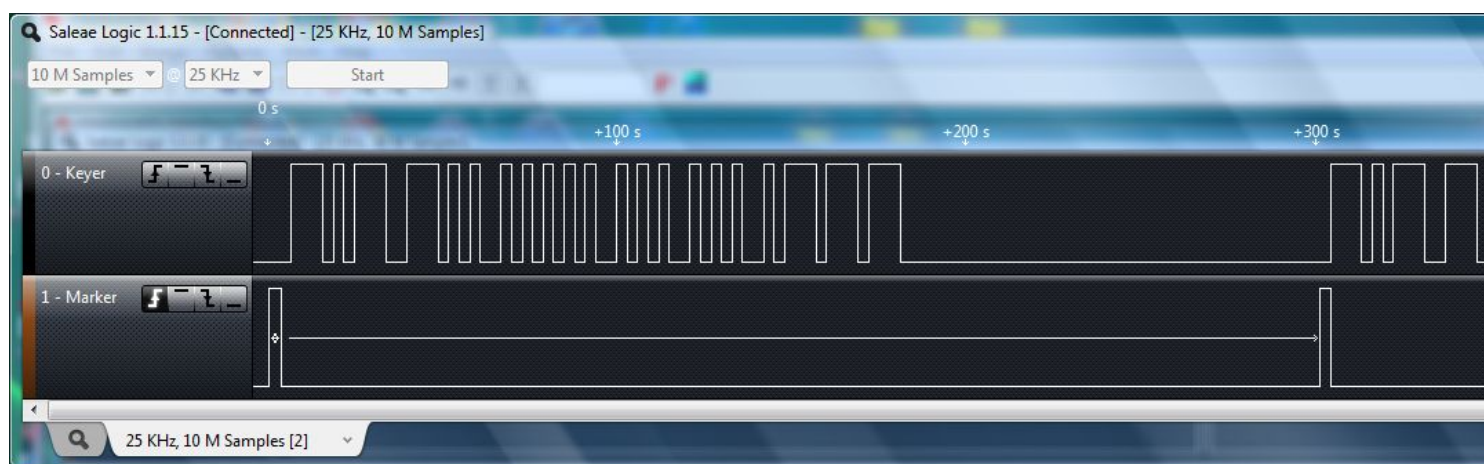 Saleae Logic 1.1.15 - [Connected] - [25 KHz, 10 M Samples]
10 M Samples @ 25 KHz Start
0 s
+100 s +200 s +300 s
0 - Keyer
1 - Marker
25 KHz, 10 M Samples [2]